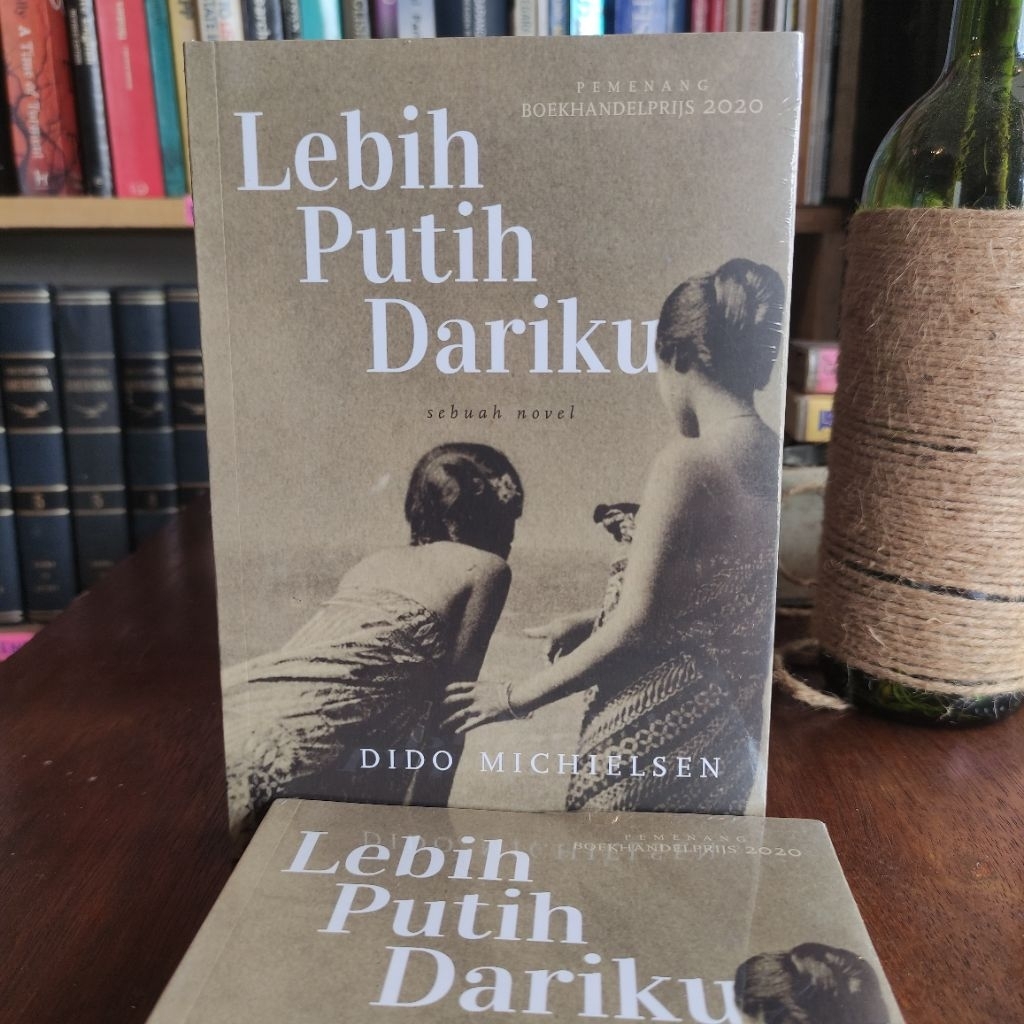 PEMENANG
BOEKHANDELPRIJS 2020
Lebih
Putih
Dariku
sebuah novel
DIDO MICHIELSEN
PEMENANG
BOEKHANDELPRIJS 2020
Lebih
Putih
Dariku